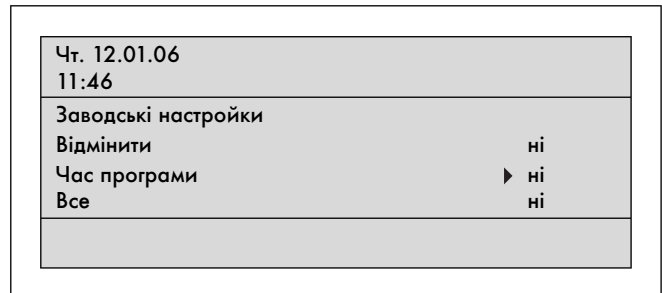 Чт. 12.01.06
11:46
Заводські настройки
Відмінити ні
Час програми ▶ ні
Все ні